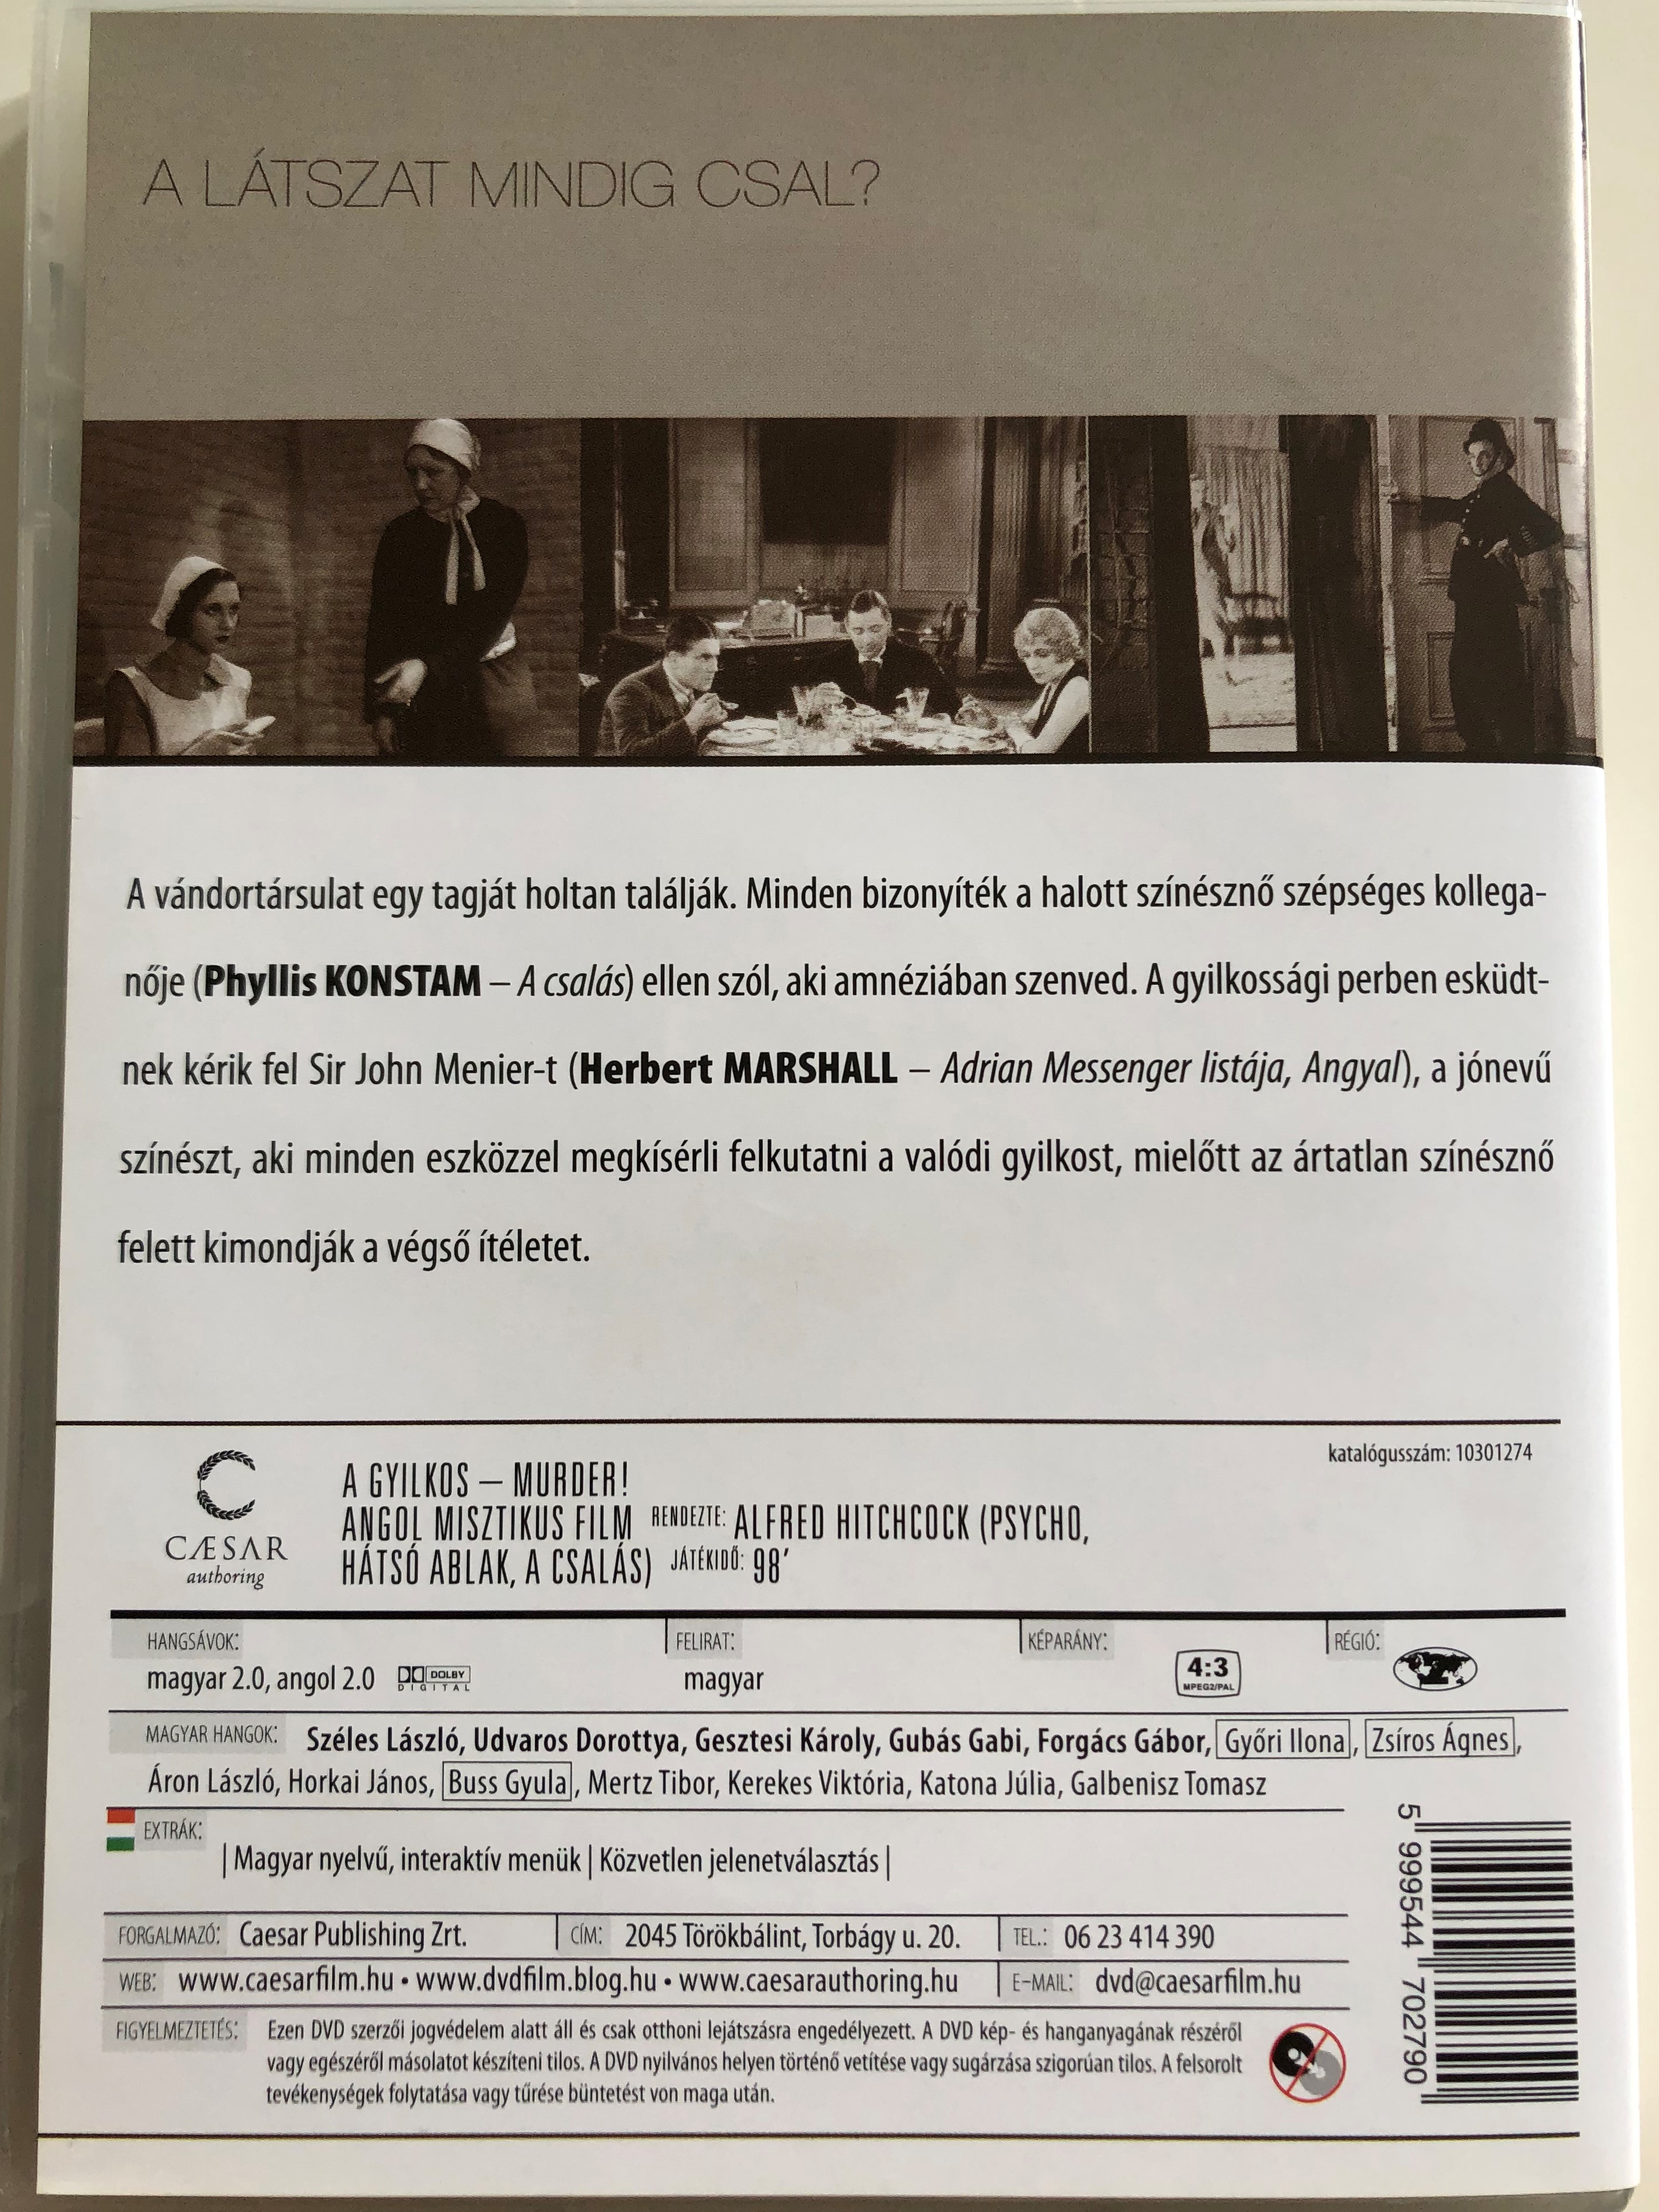 A LÁTSZAT MINDIG CSAL?
A vándortársulat egy tagját holtan találják. Minden bizonyíték a halott színésznő szépséges kollega-
nője (Phyllis KONSTAM – A csalás) ellen szól, aki amnéziában szenved. A gyilkossági perben esküdt-
nek kérik fel Sir John Menier-t (Herbert MARSHALL – Adrian Messenger listája, Angyal), a jónevű
színészt, aki minden eszközzel megkísérli felkutatni a valódi gyilkost, mielőtt az ártatlan színésznő
felett kimondják a végső ítéletet.
katalógusszám: 10301274
CÆSAR
authoring
A GYILKOS – MURDER!
ANGOL MISZTIKUS FILM RENDEZTE: ALFRED HITCHCOCK (PSYCHO,
HÁTSÓ ABLAK, A CSALÁS) JÁTÉKIDŐ: 98'
HANGSÁVOK: FELIRAT: KÉPARÁNY: RÉGIÓ:
magyar 2.0, angol 2.0 DOLBY DIGITAL magyar 4:3 MPEG2/PAL 2
MAGYAR HANGOK: Széles László, Udvaros Dorottya, Gesztesi Károly, Gubás Gabi, Forgács Gábor, Győri Ilona, Zsíros Ágnes,
Áron László, Horkai János, Buss Gyula, Mertz Tibor, Kerekes Viktória, Katona Júlia, Galbenisz Tomasz
EXTRÁK:
| Magyar nyelvű, interaktív menük | Közvetlen jelenetválasztás |
FORGALMAZÓ: Caesar Publishing Zrt. CÍM: 2045 Törökbálint, Torbágy u. 20. TEL.: 06 23 414 390
WEB: www.caesarfilm.hu • www.dvdfilm.blog.hu • www.caesarauthoring.hu E-MAIL: dvd@caesarfilm.hu
FIGYELMEZTETÉS: Ezen DVD szerzői jogvédelem alatt áll és csak otthoni lejátszásra engedélyezett. A DVD kép- és hanganyagának részéről
vagy egészéről másolatot készíteni tilos. A DVD nyilvános helyen történő vetítése vagy sugárzása szigorúan tilos. A felsorolt
tevékenységek folytatása vagy tűrése büntetést von maga után.
5 999544 702790